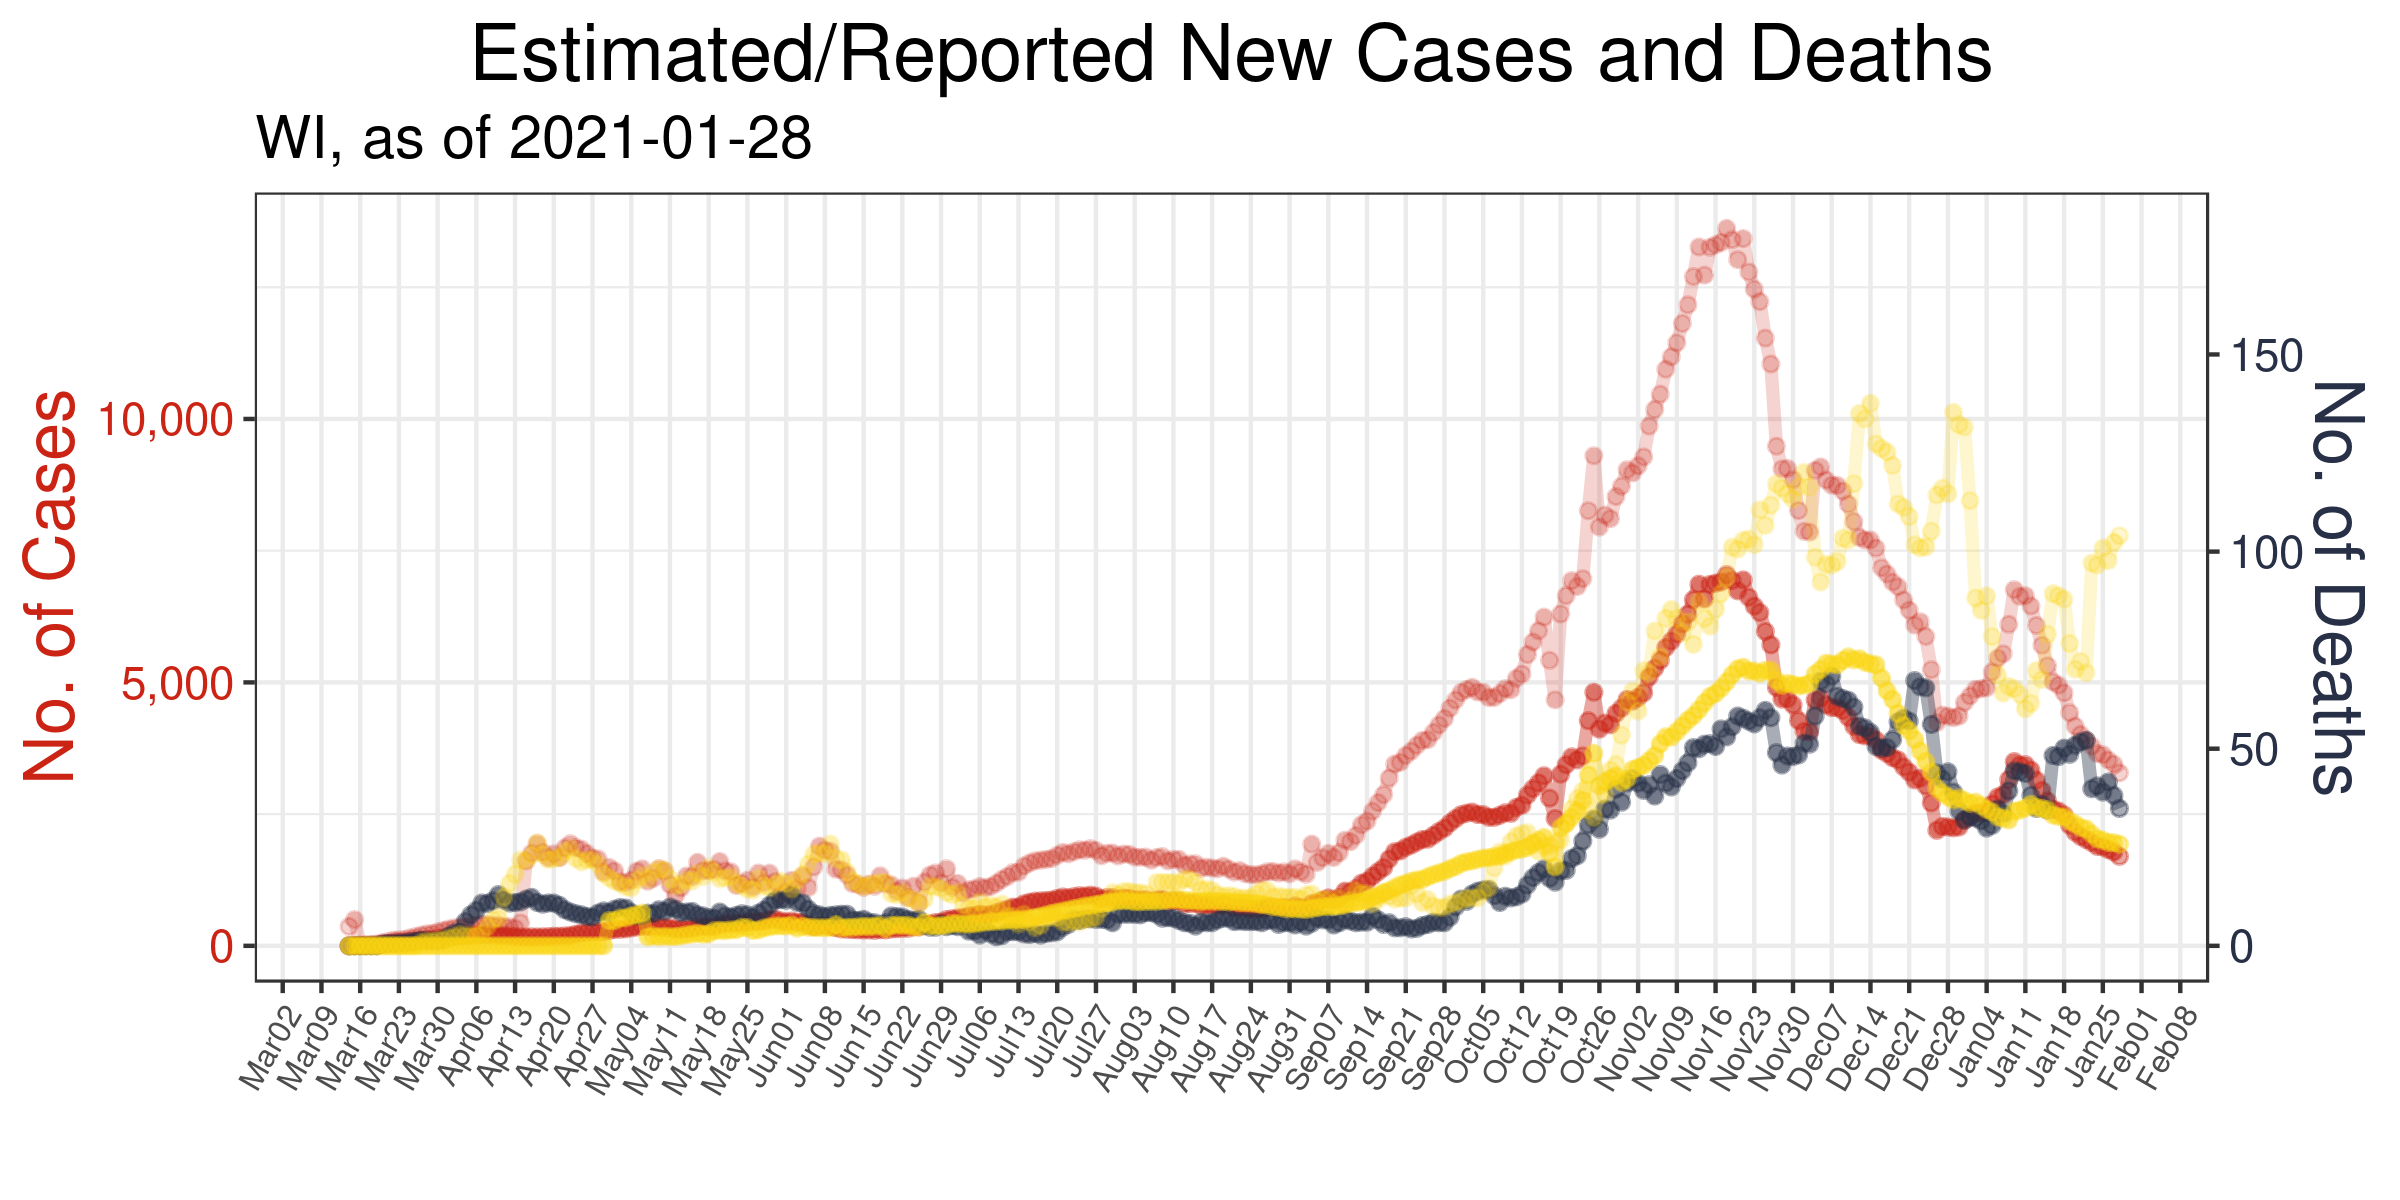 Estimated/Reported New Cases and Deaths
WI, as of 2021-01-28
No. of Cases
10,000
5,000
0
150
100
50
0
No. of Deaths
Mar02
Mar09
Mar16
Mar23
Mar30
Apr06
Apr13
Apr20
Apr27
May04
May11
May18
May25
Jun01
Jun08
Jun15
Jun22
Jun29
Jul06
Jul13
Jul20
Jul27
Aug03
Aug10
Aug17
Aug24
Aug31
Sep07
Sep14
Sep21
Sep28
Oct05
Oct12
Oct19
Oct26
Nov02
Nov09
Nov16
Nov23
Nov30
Dec07
Dec14
Dec21
Dec28
Jan04
Jan11
Jan18
Jan25
Feb01
Feb08